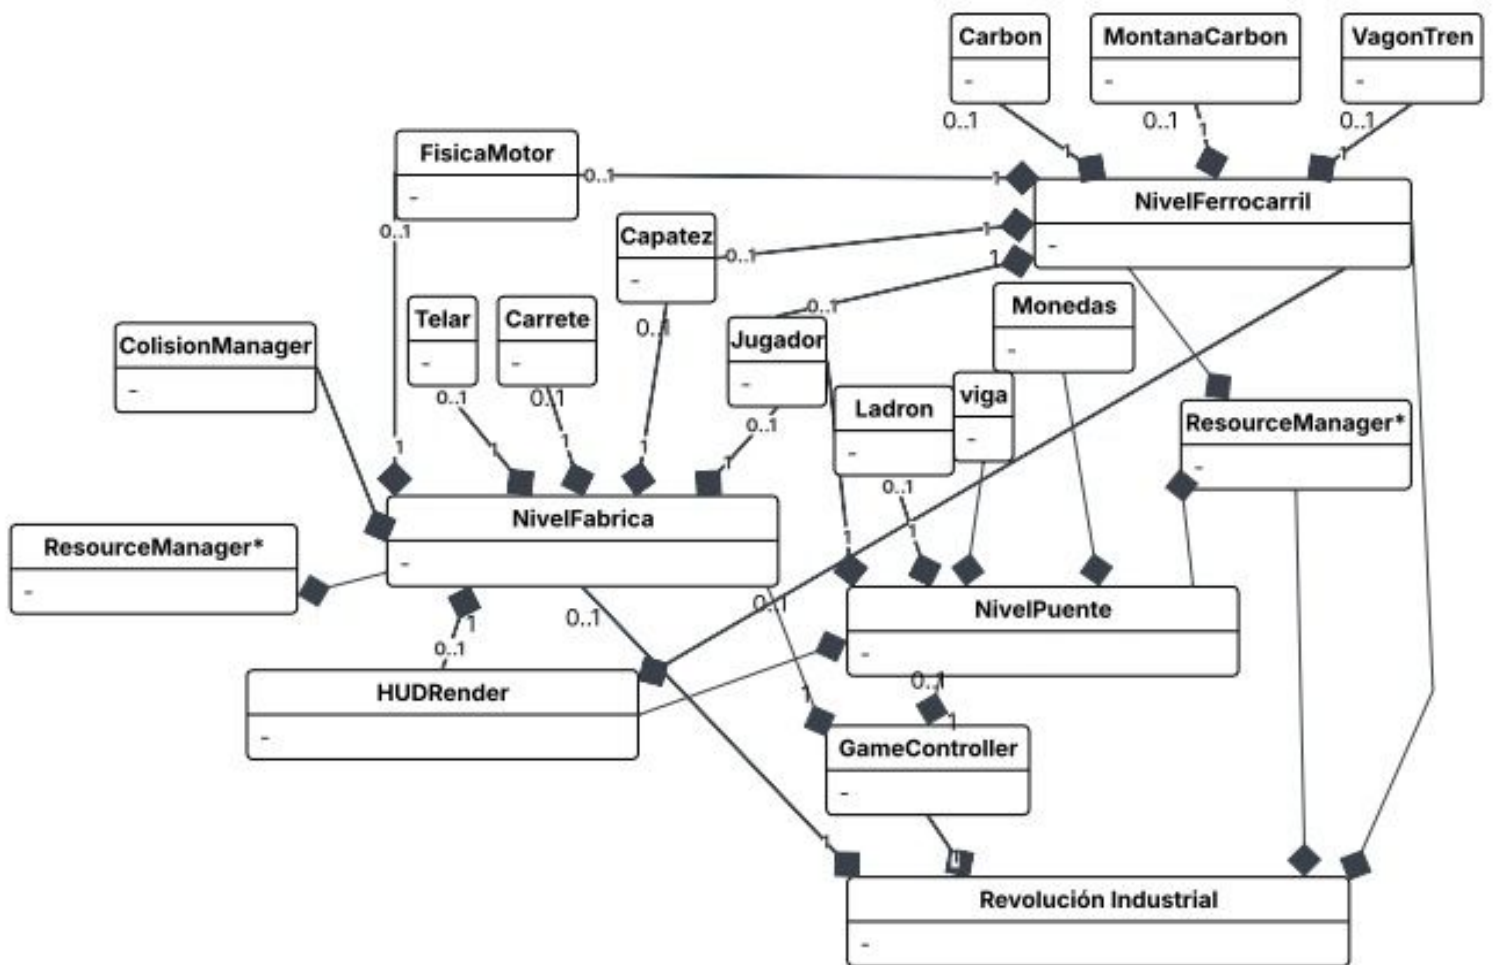 Carbon
-
MontanaCarbon
-
VagonTren
-
0..1
0..1
0..1
1
1
1
FisicaMotor
-
0..1
1
NivelFerrocarril
-
0..1
Capatez
-
0..1
1
1
0..1
Monedas
-
Telar
-
Carrete
-
0..1
Jugador
-
ColisionManager
-
0..1
0..1
Ladron
-
viga
-
ResourceManager*
-
0..1
1
1
1
1
1
0..1
NivelFabrica
-
1
1
ResourceManager*
-
NivelPuente
-
0..1
0..1
1
0..1
HUDRender
-
0..1
1
1
GameController
-
1
1
Revolución Industrial
-